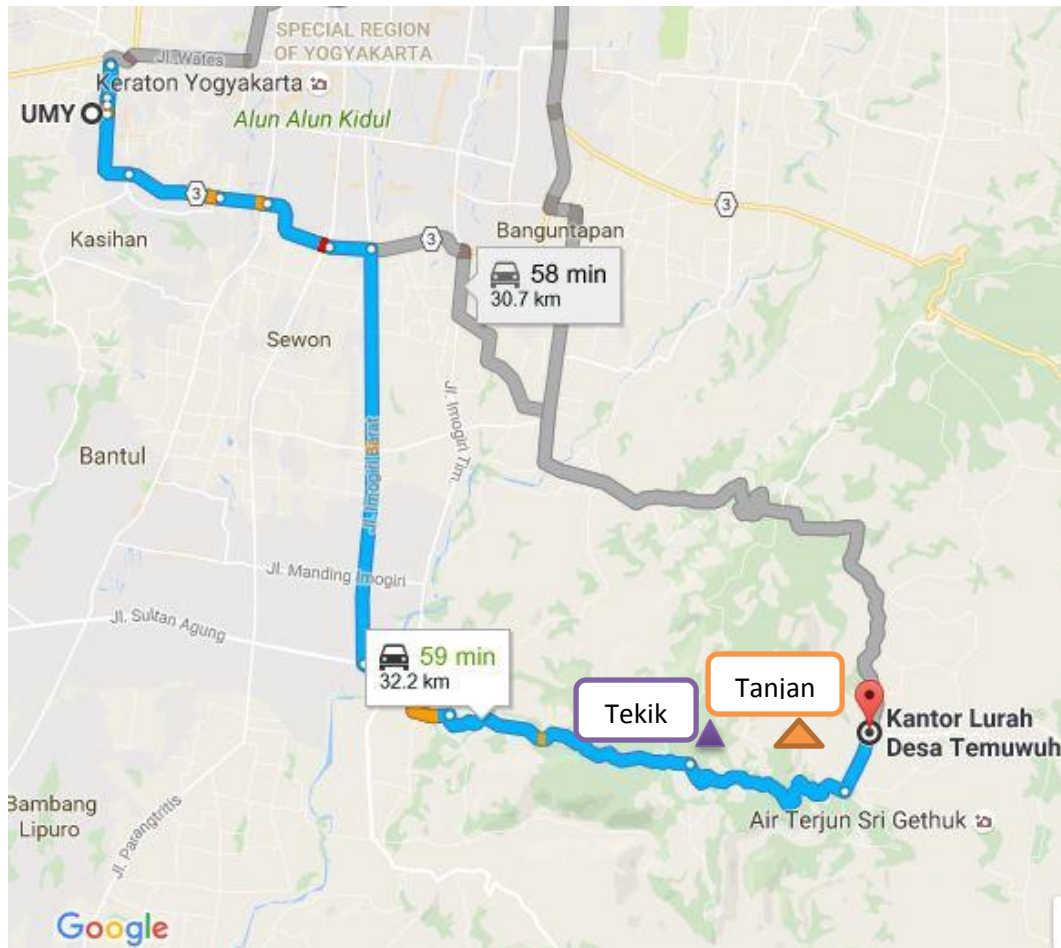 SPECIAL REGION
OF YOGYAKARTA
Jl. Wates
Keraton Yogyakarta
UMY
Alun Alun Kidul
3
3
3
Kasihan
Banguntapan
58 min
30.7 km
Sewon
Jl. Imogiri Barat
Jl. Imogiri Tim.
Bantul
Jl. Manding Imogiri
Jl. Sultan Agung
59 min
32.2 km
Tekik
Tanjan
Kantor Lurah
Desa Temuwuh
Bambang
Lipuro
Jl. Parangtritis
Air Terjun Sri Gethuk
Google